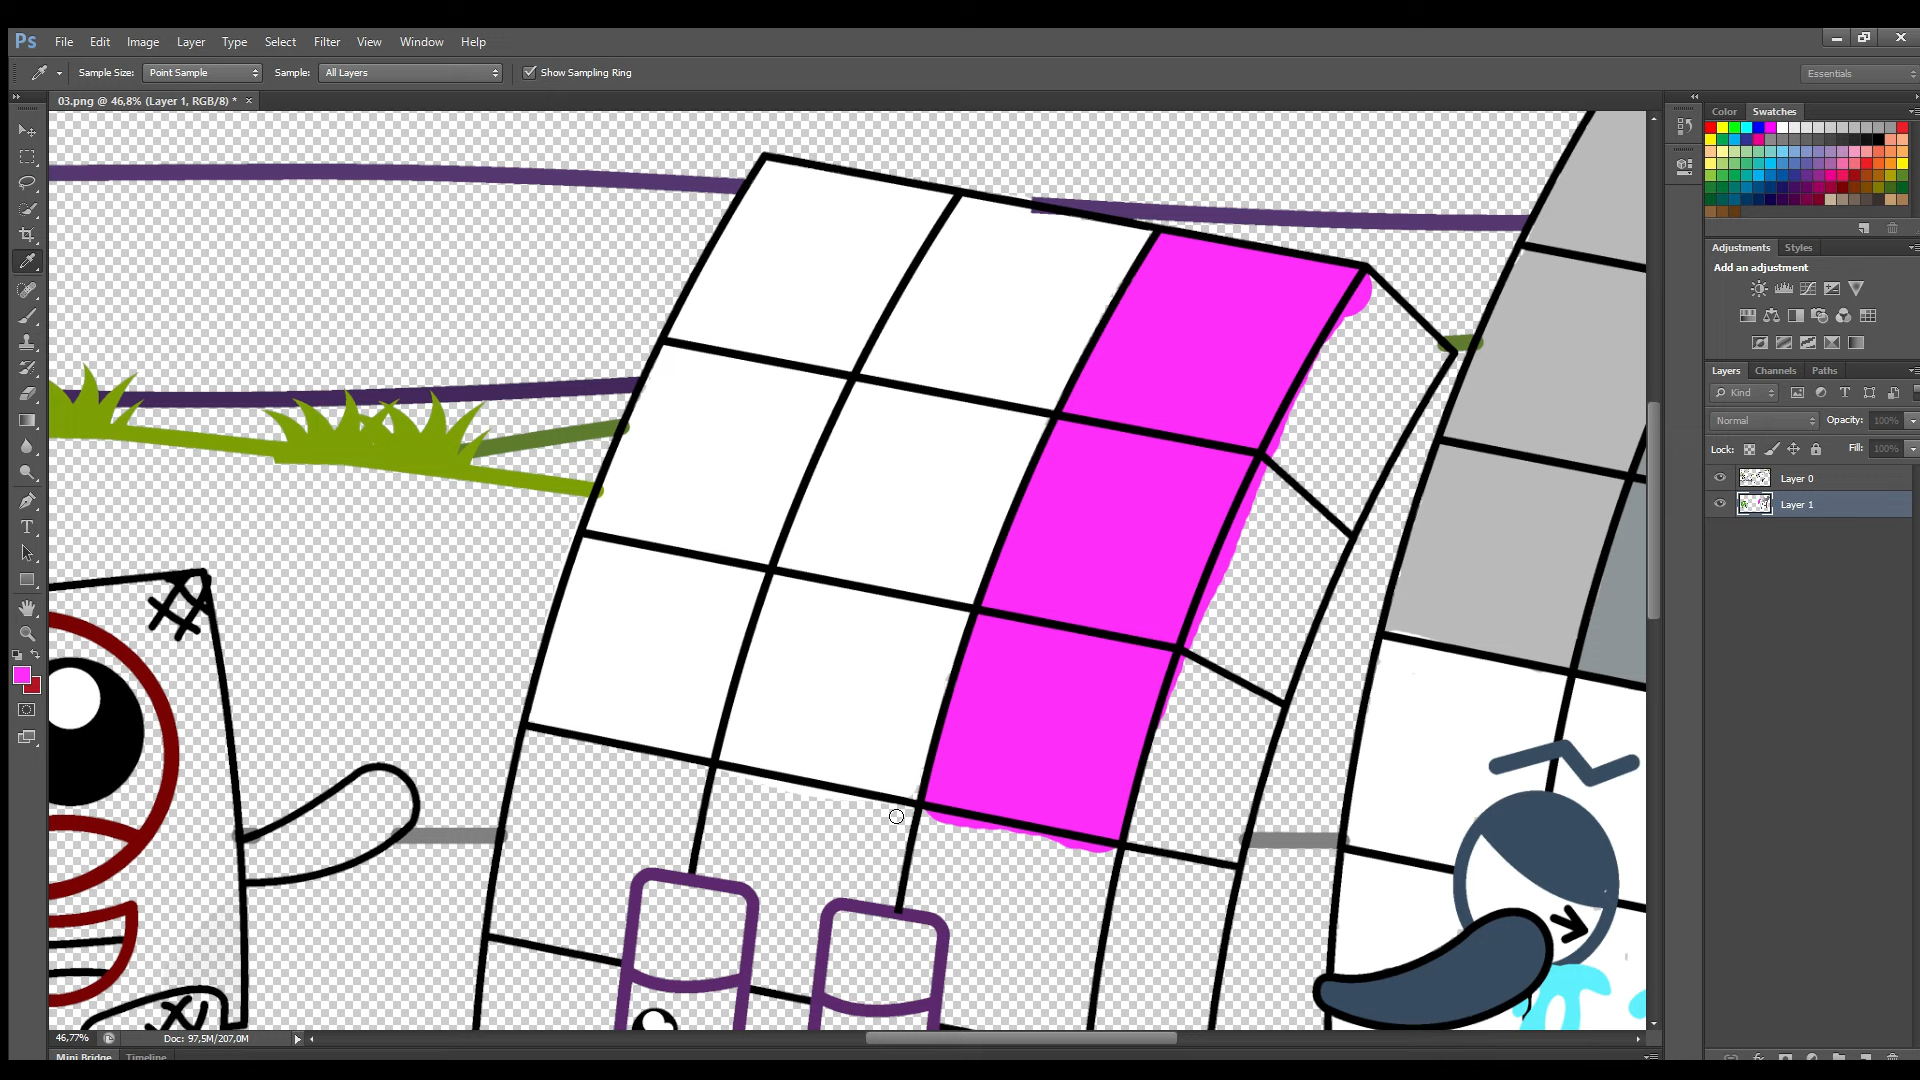 Ps File Edit Image Layer Type Select Filter View Window Help
Sample Size: Point Sample Sample: All Layers Show Sampling Ring Essentials
03.png @ 46,8% (Layer 1, RGB/8) *
Color Swatches
Adjustments Styles
Add an adjustment
Layers Channels Paths
Kind
Normal Opacity: 100%
Lock: Fill: 100%
Layer 0
Layer 1
46,77% Doc: 97,5M/207,0M
Mini Bridge Timeline